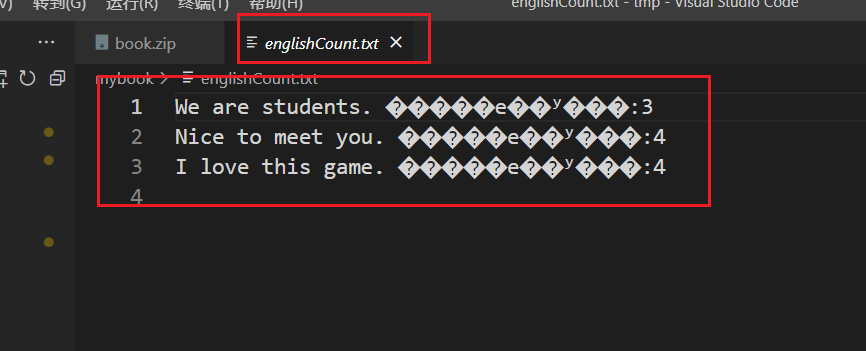 转到(G) 运行(R) 终端(T) 帮助(H) englishCount.txt - tmp - Visual Studio Code
... book.zip englishCount.txt ×
mybook > englishCount.txt
1 We are students. �����e��ʸ���:3
2 Nice to meet you. �����e��ʸ���:4
3 I love this game. �����e��ʸ���:4
4